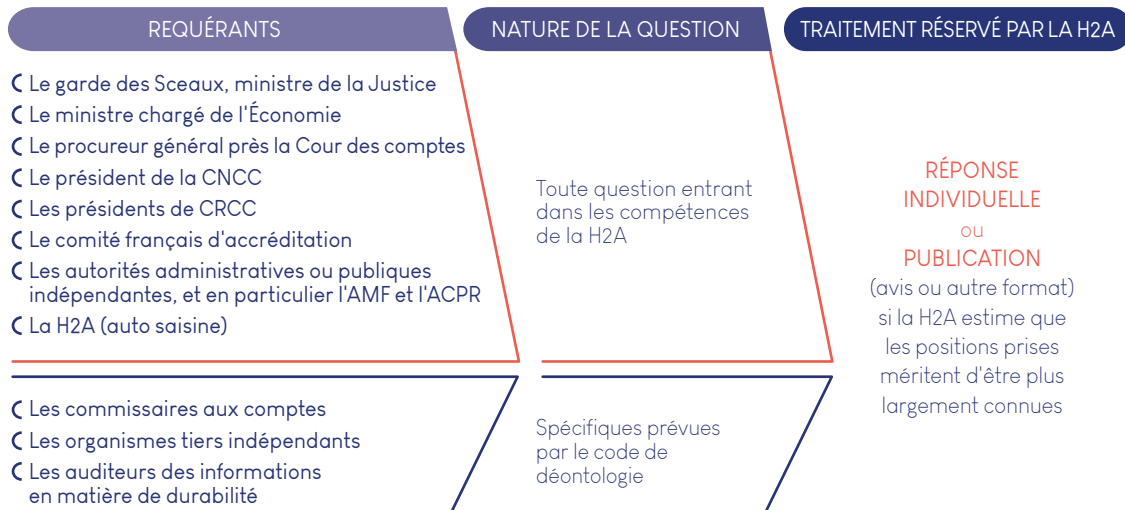 REQUÉRANTS
NATURE DE LA QUESTION
TRAITEMENT RÉSERVÉ PAR LA H2A
Le garde des Sceaux, ministre de la Justice
Le ministre chargé de l'Économie
Le procureur général près la Cour des comptes
Le président de la CNCC
Les présidents de CRCC
Le comité français d'accréditation
Les autorités administratives ou publiques
indépendantes, et en particulier l'AMF et l'ACPR
La H2A (auto saisine)
Toute question entrant
dans les compétences
de la H2A
Les commissaires aux comptes
Les organismes tiers indépendants
Les auditeurs des informations
en matière de durabilité
Spécifiques prévues
par le code de
déontologie
RÉPONSE
INDIVIDUELLE
ou
PUBLICATION
(avis ou autre format)
si la H2A estime que
les positions prises
méritent d'être plus
largement connues